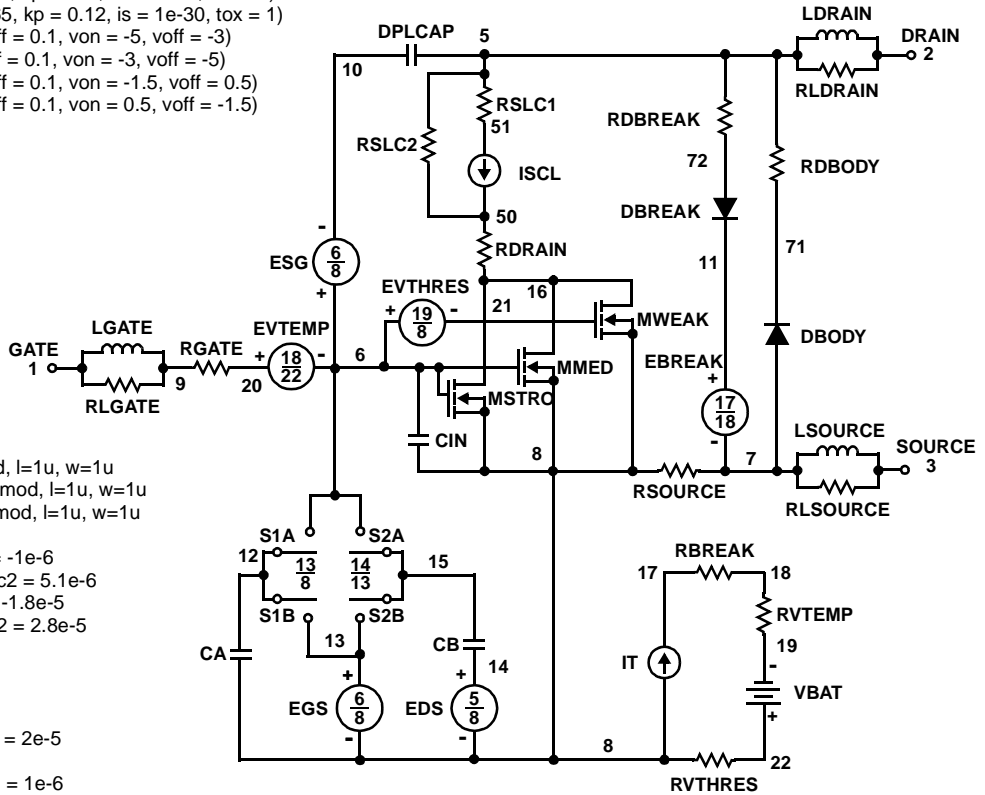 65, kp = 0.12, is = 1e-30, tox = 1)
ff = 0.1, von = -5, voff = -3)
f = 0.1, von = -3, voff = -5)
ff = 0.1, von = -1.5, voff = 0.5)
ff = 0.1, von = 0.5, voff = -1.5)
LDRAIN
DPLCAP
5
DRAIN
2
10
RLDRAIN
RSLC1
51
RDBREAK
RSLC2
72
RDBODY
ISCL
DBREAK
50
-
RDRAIN
71
ESG
6
8
11
+
EVTHRES
16
+
19
8
-
21
MWEAK
LGATE
EVTEMP
GATE
1
RGATE
+
18
22
-
6
MMED
EBREAK
DBODY
9
20
+
RLGATE
MSTRO
17
18
CIN
-
LSOURCE
8
7
SOURCE
3
d, l=1u, w=1u
RSOURCE
mod, l=1u, w=1u
RLSOURCE
mod, l=1u, w=1u
S1A
S2A
= -1e-6
12
13
8
14
13
15
RBREAK
c2 = 5.1e-6
17
18
-1.8e-5
S1B
S2B
RVTEMP
2 = 2.8e-5
13
CB
19
CA
IT
-
+
+
14
VBAT
EGS
6
8
EDS
5
8
+
= 2e-5
-
-
8
22
= 1e-6
RVTHRES